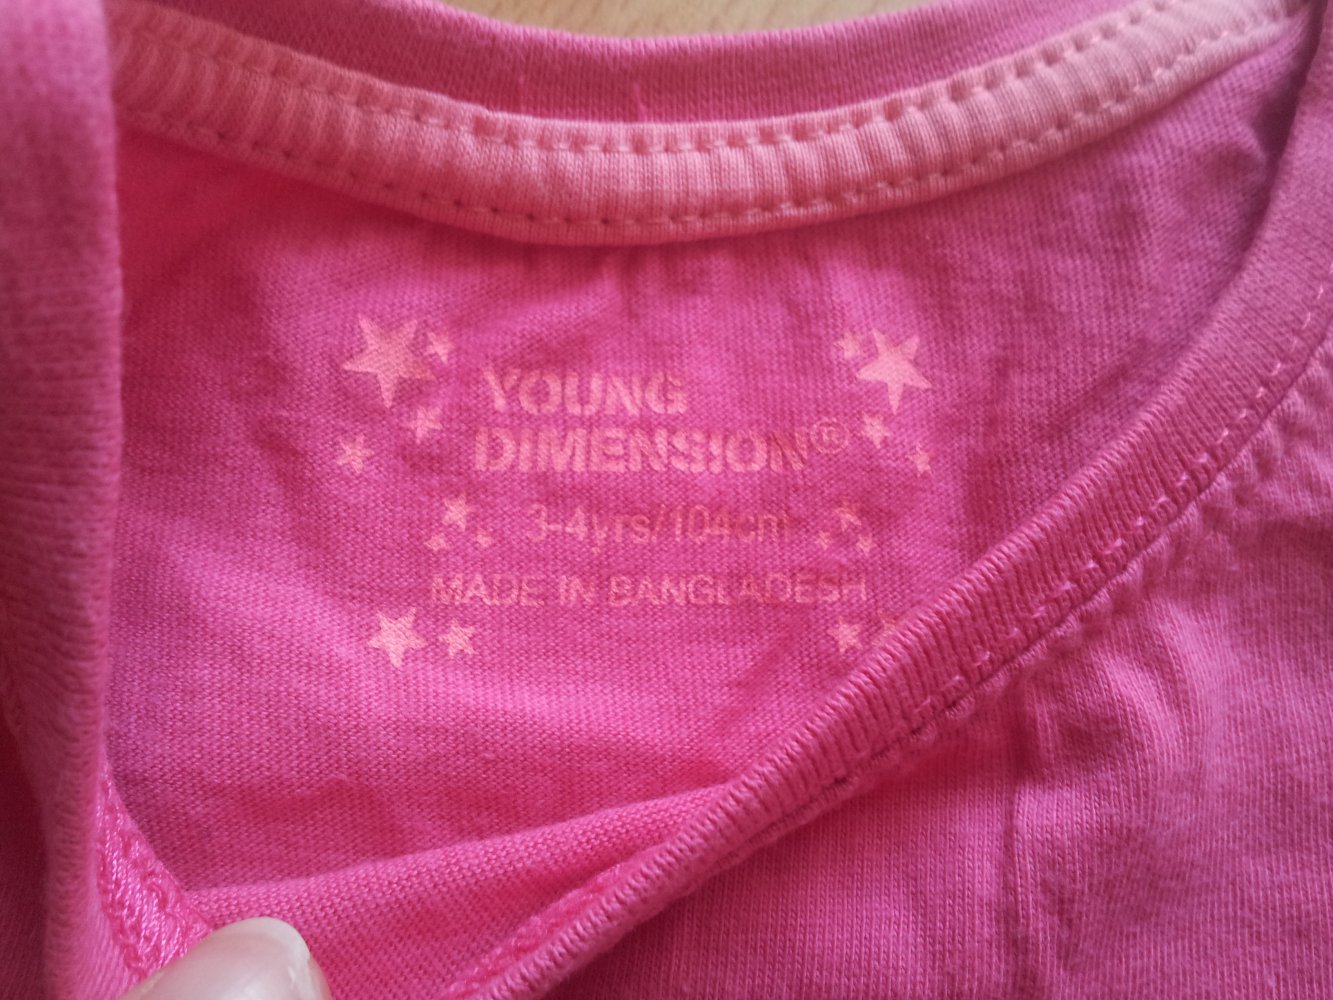 YOUNG
DIMENSION®
3-4yrs/104cm
MADE IN BANGLADESH